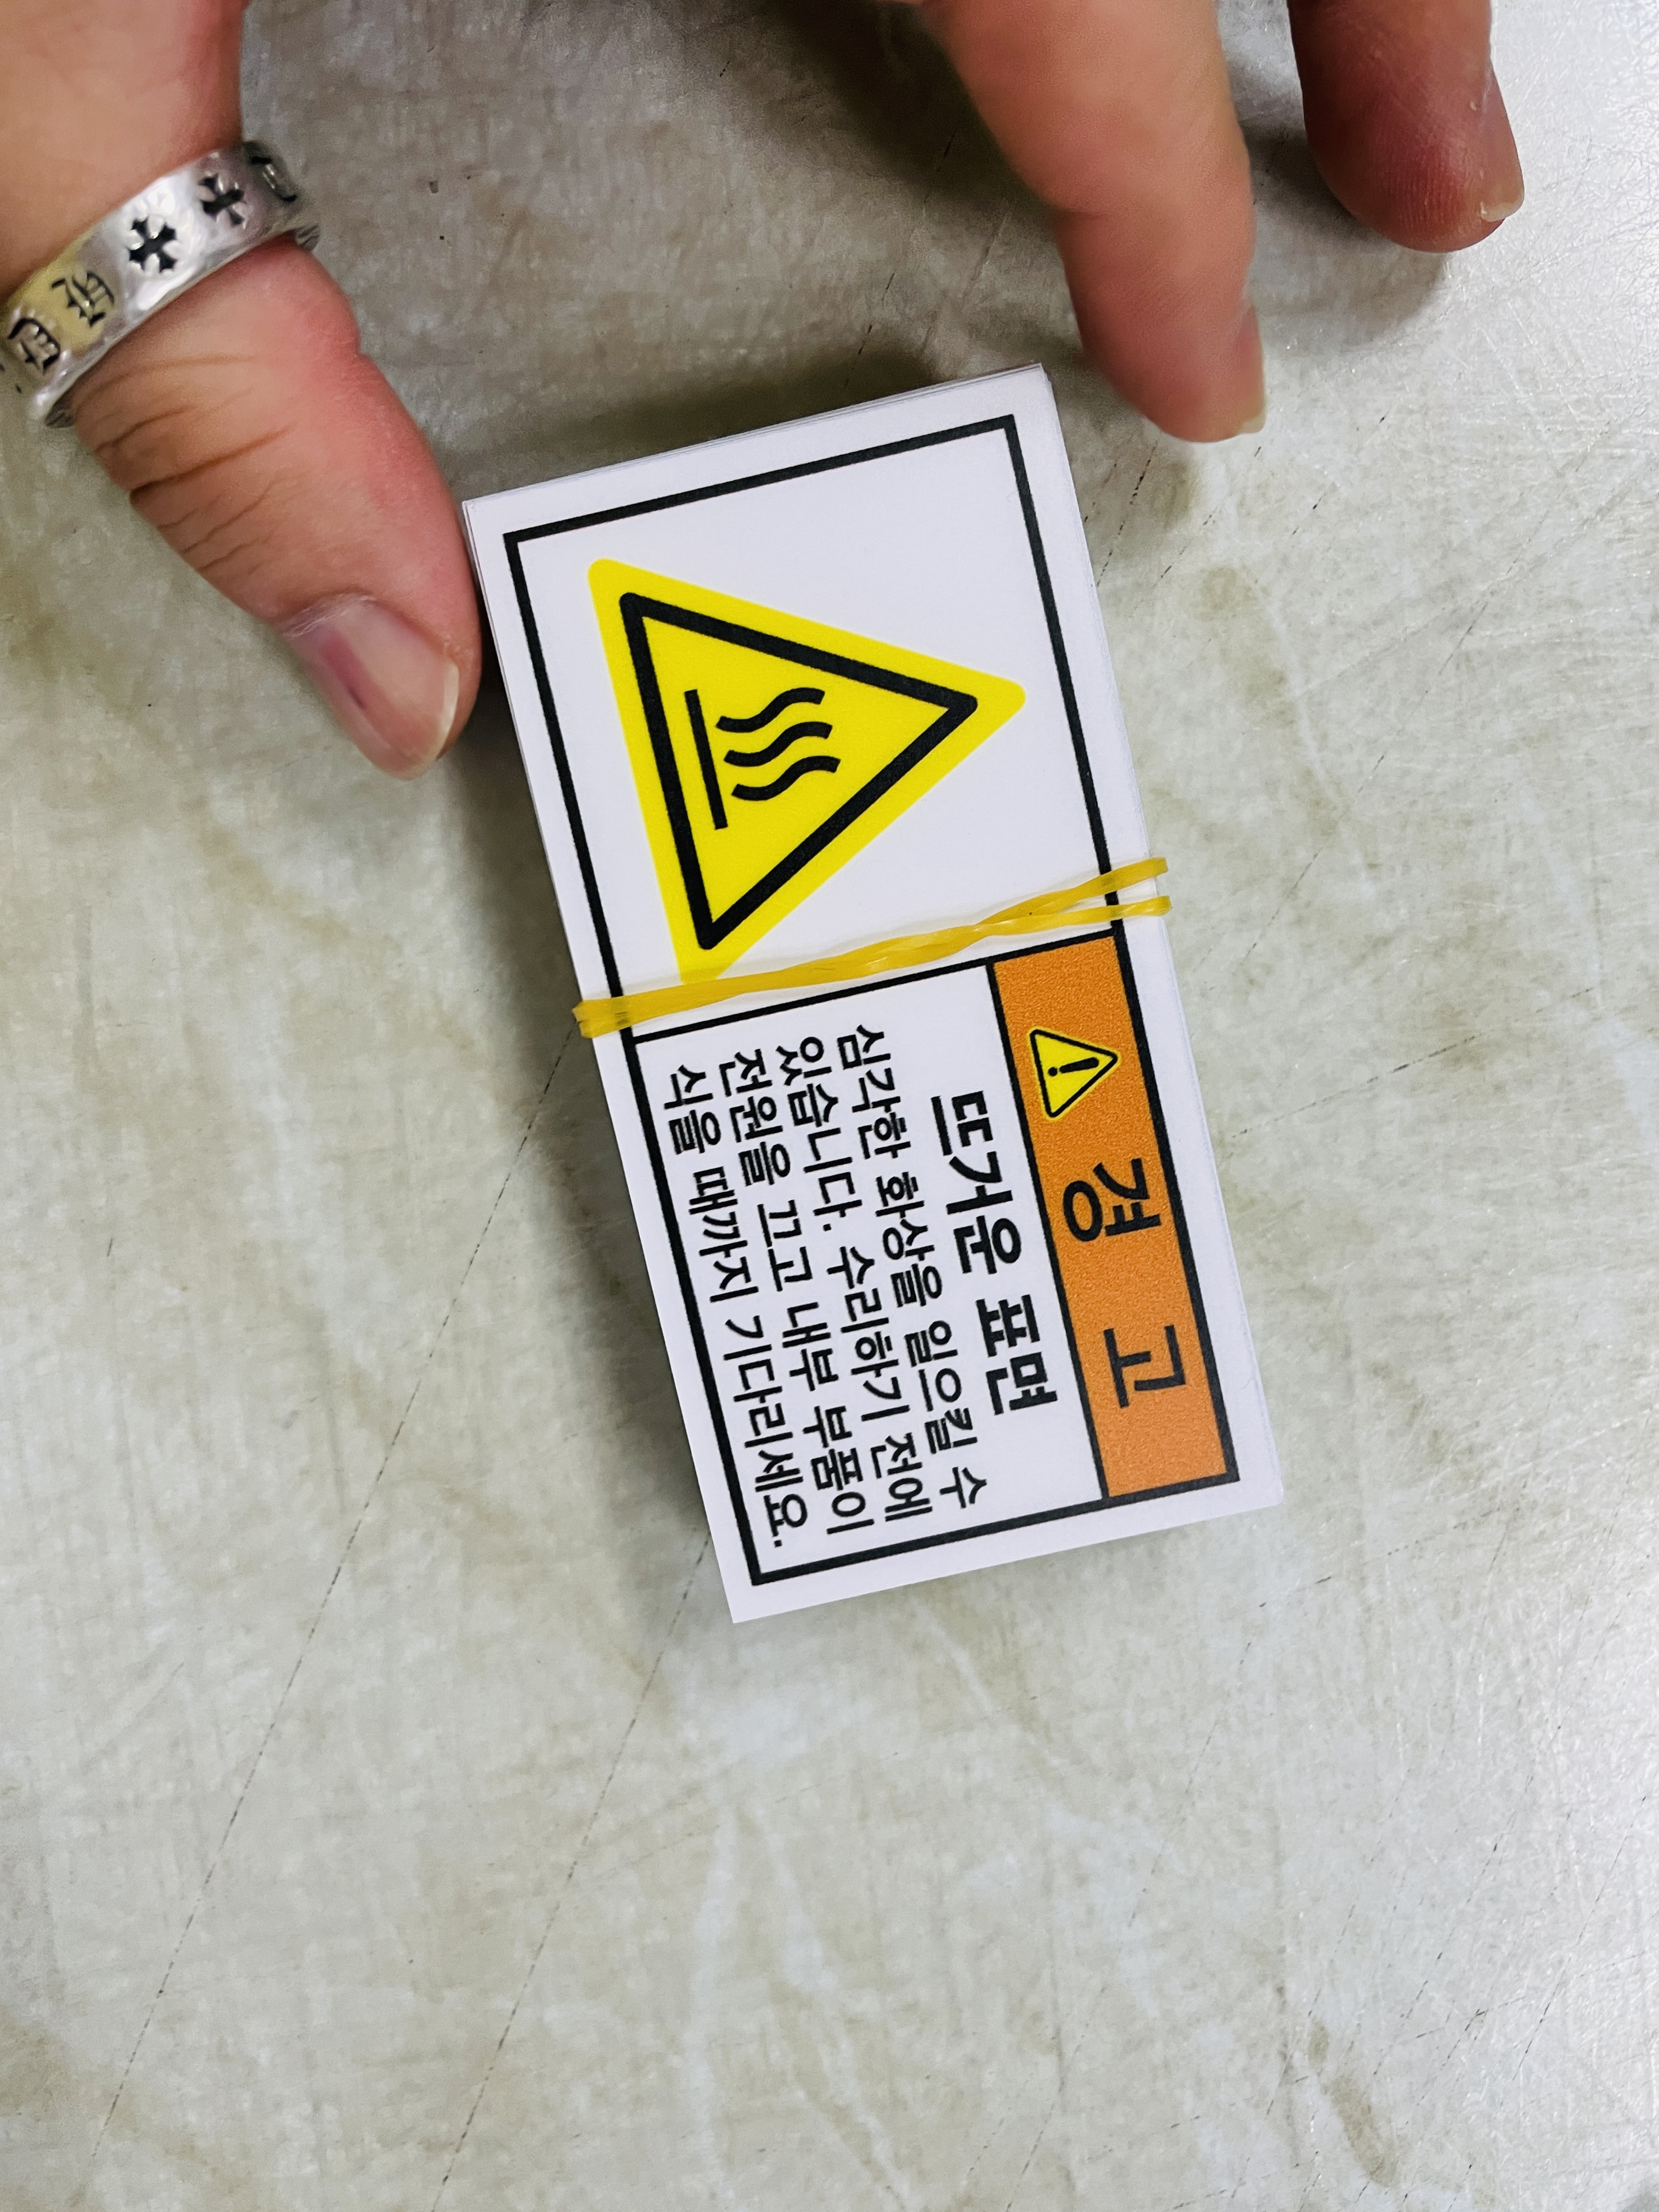 경 고
뜨거운 표면
심각한 화상을 일으킬 수
있습니다. 수리하기 전에
전원을 끄고 내부 부품이
식을 때까지 기다리세요.